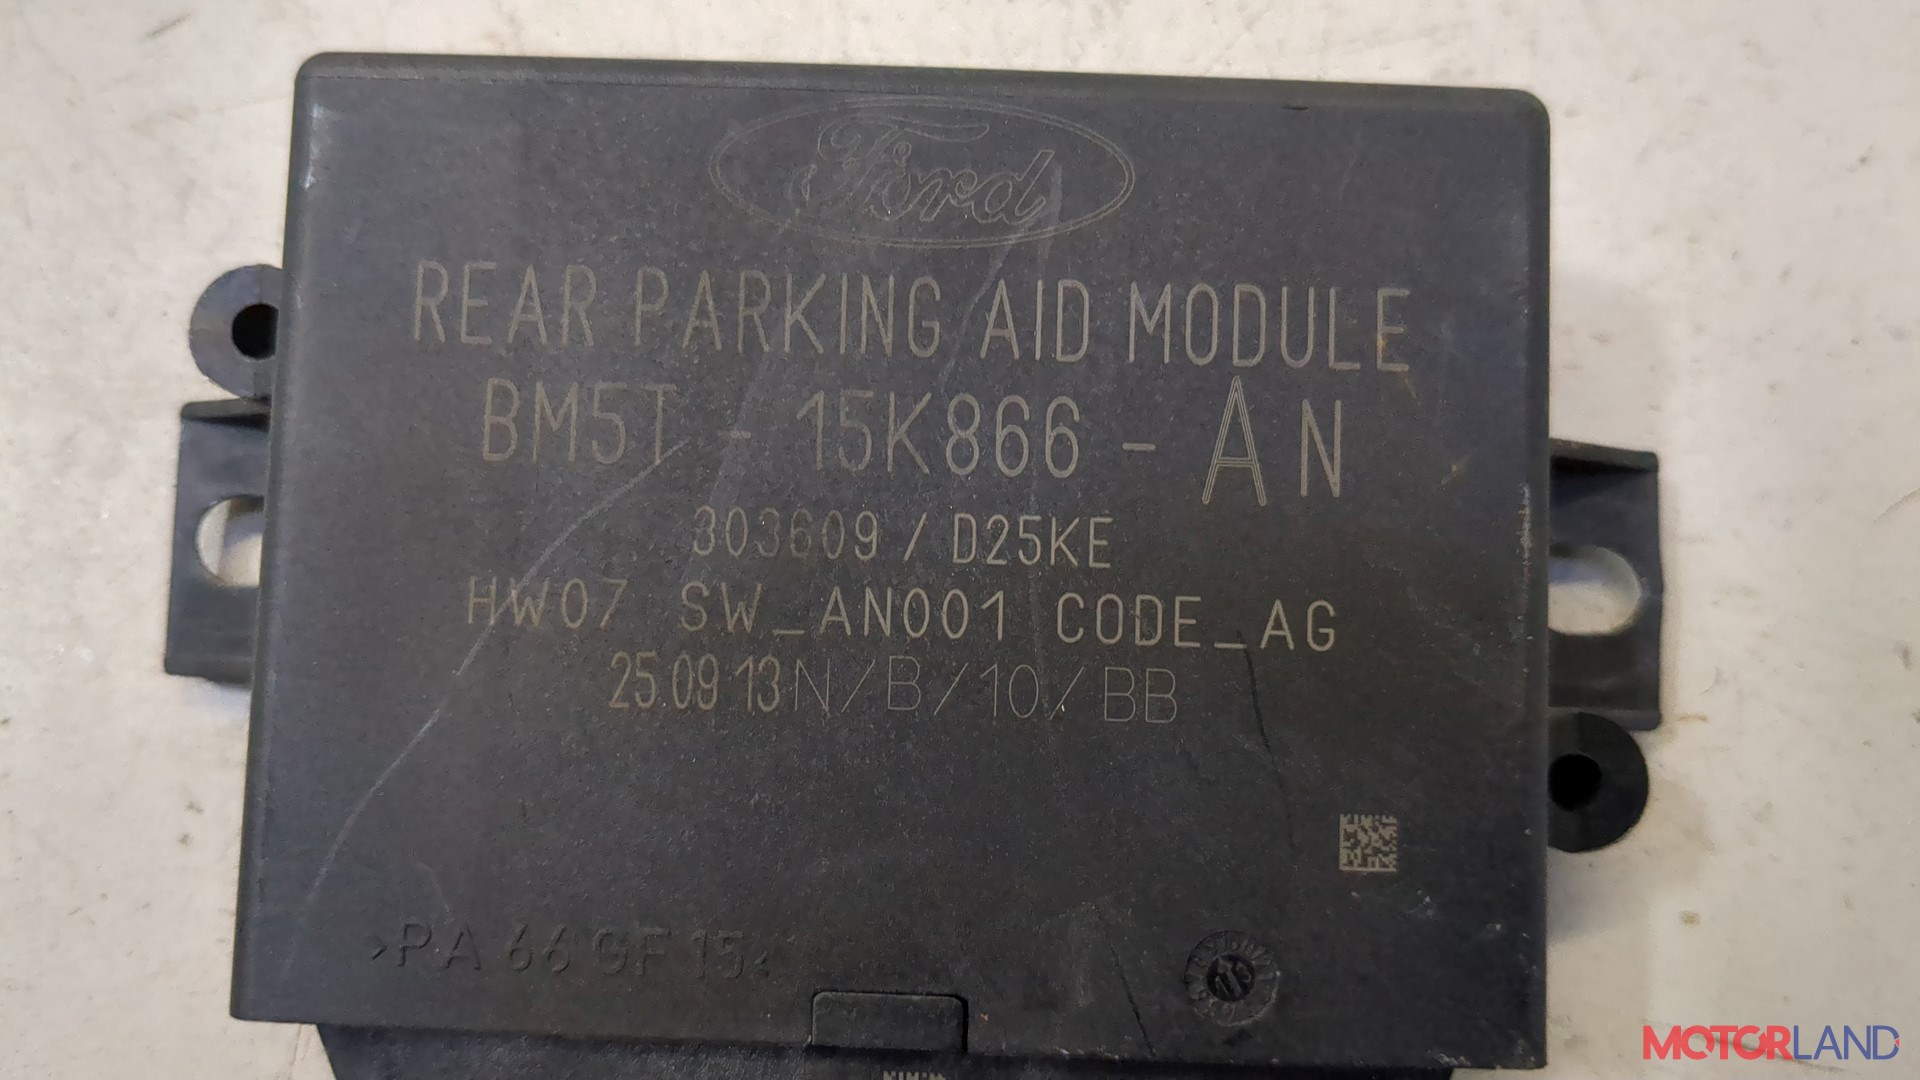 Ford
REAR PARKING AID MODULE
BM5T - 15K866 - AN
303609 / D25KE
HW07 SW_AN001 CODE_AG
25.09.13N/B/10/BB
>PA 66 GF 15<
MOTORLAND